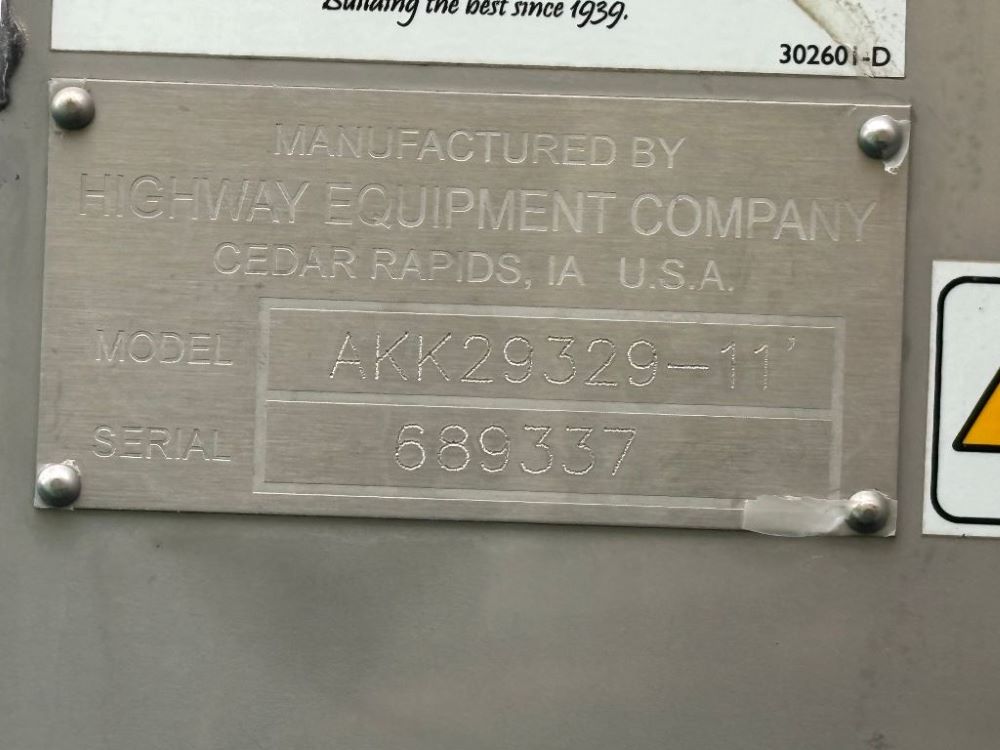 Building the best since 1939.
302601-D
MANUFACTURED BY
HIGHWAY EQUIPMENT COMPANY
CEDAR RAPIDS, IA U.S.A.
MODEL AKK29329-11'
SERIAL 689337